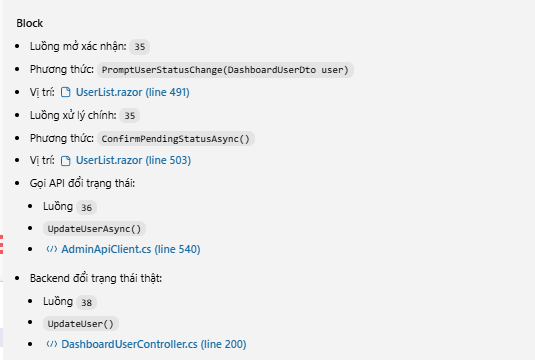 Block
Luồng mở xác nhận: 35
Phương thức: PromptUserStatusChange(DashboardUserDto user)
Vị trí: UserList.razor (line 491)
Luồng xử lý chính: 35
Phương thức: ConfirmPendingStatusAsync()
Vị trí: UserList.razor (line 503)
Gọi API đổi trạng thái:
Luồng 36
UpdateUserAsync()
AdminApiClient.cs (line 540)
Backend đổi trạng thái thật:
Luồng 38
UpdateUser()
DashboardUserController.cs (line 200)